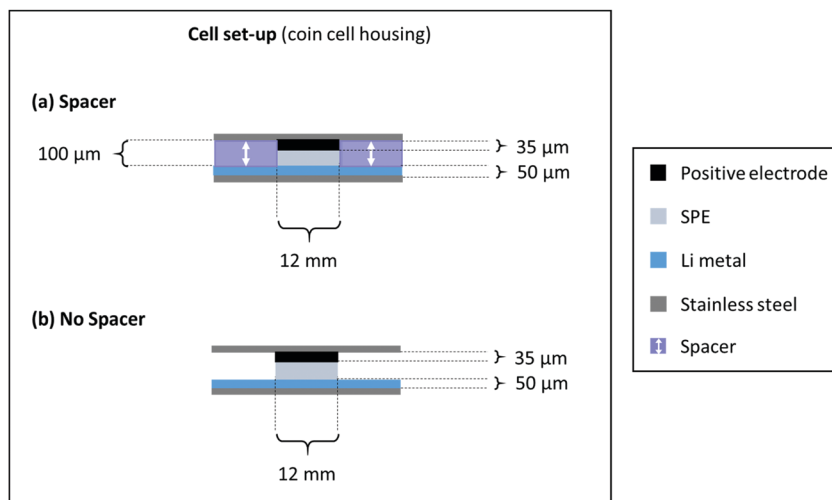 Cell set-up (coin cell housing)
(a) Spacer
100 µm
35 µm
50 µm
12 mm
(b) No Spacer
35 µm
50 µm
12 mm
Positive electrode
SPE
Li metal
Stainless steel
Spacer